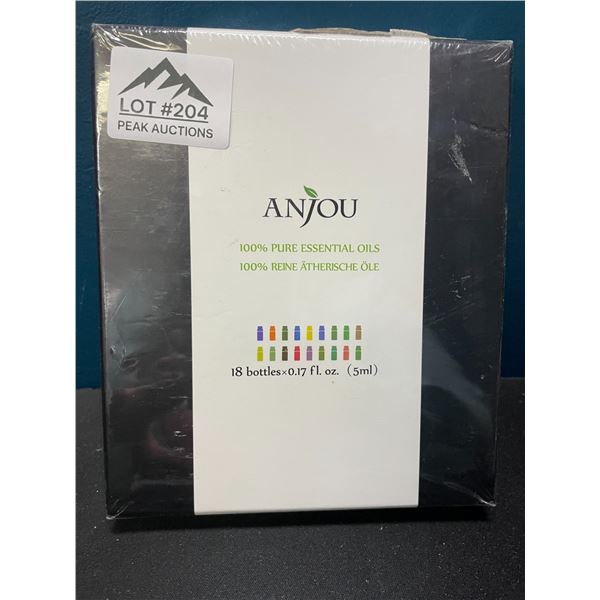 LOT #204
PEAK AUCTIONS
ANJOU
100% PURE ESSENTIAL OILS
100% REINE ÄTHERISCHE ÖLE
18 bottles×0.17 fl. oz. (5ml)